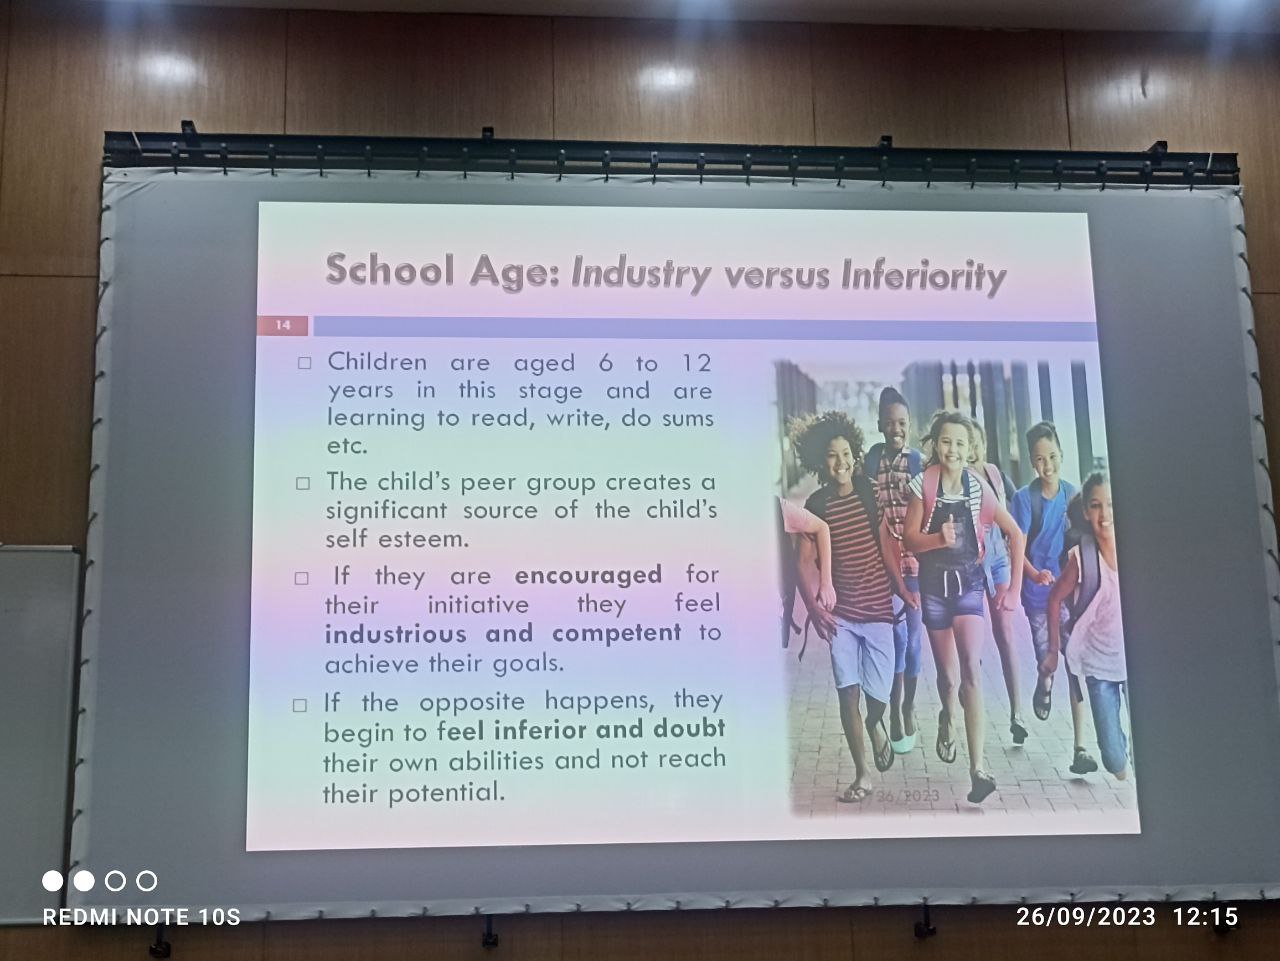 School Age: Industry versus Inferiority
14
□ Children are aged 6 to 12
years in this stage and are
learning to read, write, do sums
etc.
□ The child's peer group creates a
significant source of the child's
self esteem.
□ If they are encouraged for
their initiative they feel
industrious and competent to
achieve their goals.
□ If the opposite happens, they
begin to feel inferior and doubt
their own abilities and not reach
their potential.
REDMI NOTE 10S
26/09/2023 12:15